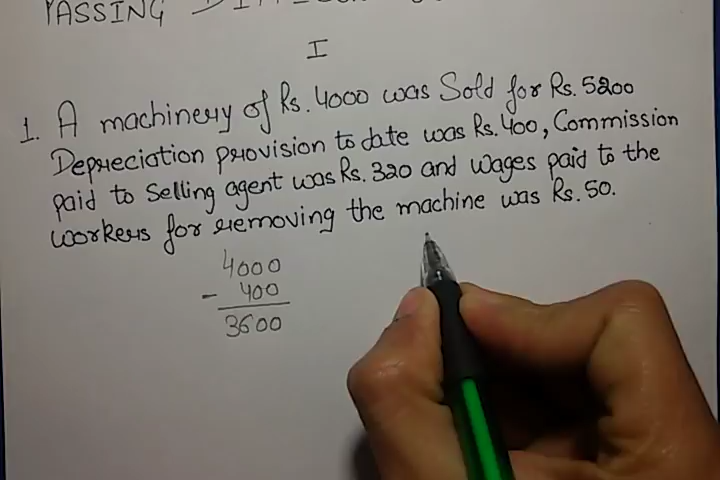 PASSING
I
1. A machinery of Rs. 4000 was Sold for Rs. 5200
Depreciation provision to date was Rs. 400, Commission
paid to Selling agent was Rs. 320 and wages paid to the
workers for removing the machine was Rs. 50.
4000
- 400
3600